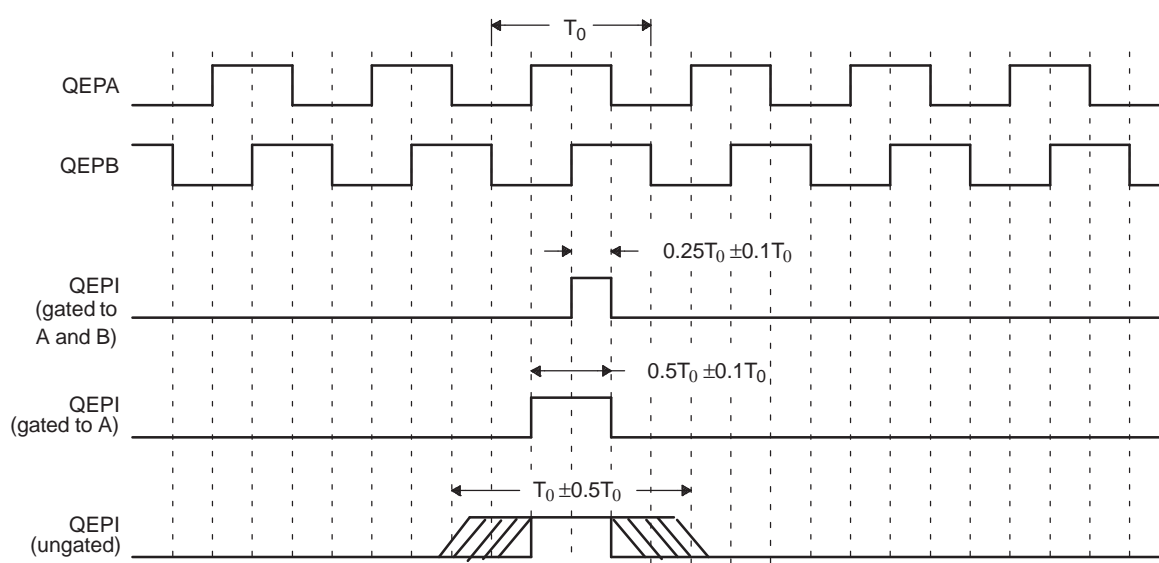 T₀
QEPA
QEPB
0.25T₀ ±0.1T₀
QEPI
(gated to
A and B)
0.5T₀ ±0.1T₀
QEPI
(gated to A)
T₀ ±0.5T₀
QEPI
(ungated)